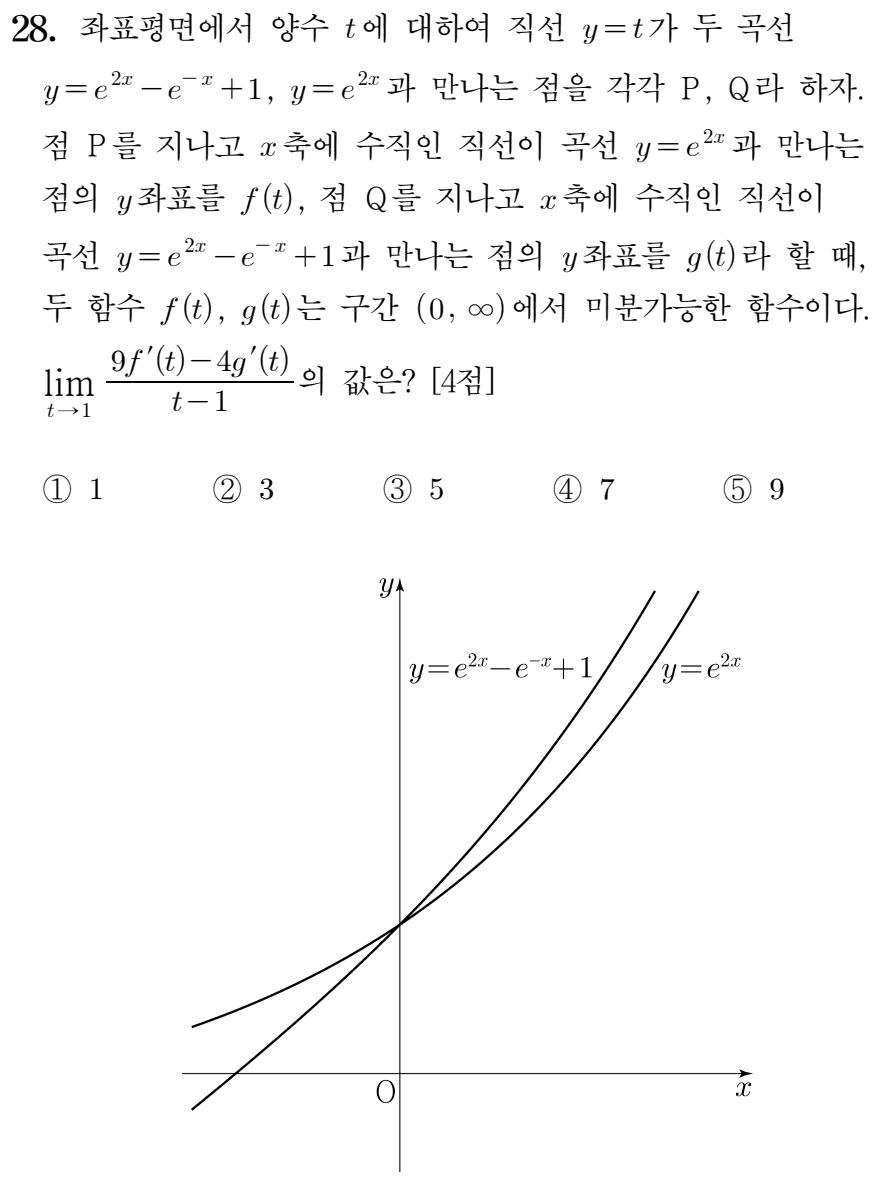 28. 좌표평면에서 양수 t에 대하여 직선 y=t가 두 곡선
y=e^{2x}-e^{-x}+1, y=e^{2x}과 만나는 점을 각각 P, Q라 하자.
점 P를 지나고 x축에 수직인 직선이 곡선 y=e^{2x}과 만나는
점의 y좌표를 f(t), 점 Q를 지나고 x축에 수직인 직선이
곡선 y=e^{2x}-e^{-x}+1과 만나는 점의 y좌표를 g(t)라 할 때,
두 함수 f(t), g(t)는 구간 (0, ∞)에서 미분가능한 함수이다.
\lim_{t→1} \frac{9f'(t)-4g'(t)}{t-1}의 값은? [4점]
① 1 ② 3 ③ 5 ④ 7 ⑤ 9
y
y=e^{2x}-e^{-x}+1 y=e^{2x}
O x